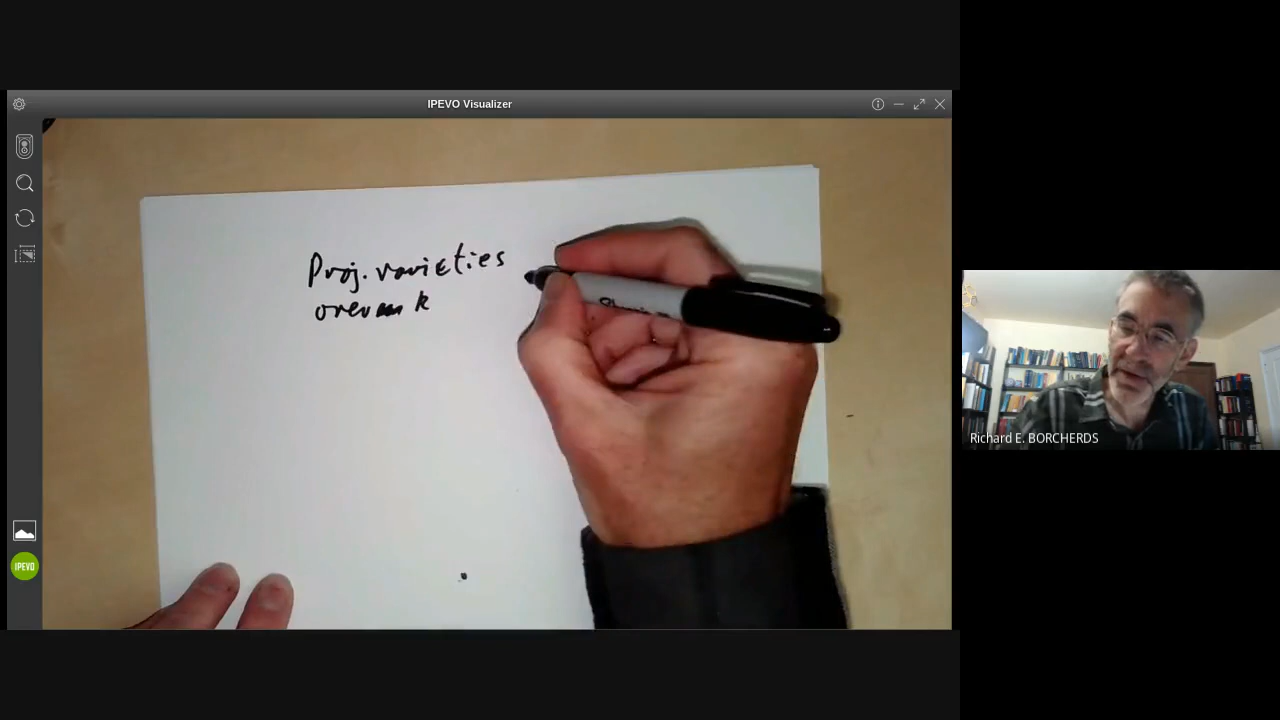 IPEVO Visualizer
Proj. varieties
over k
IPEVO
Richard E. BORCHERDS